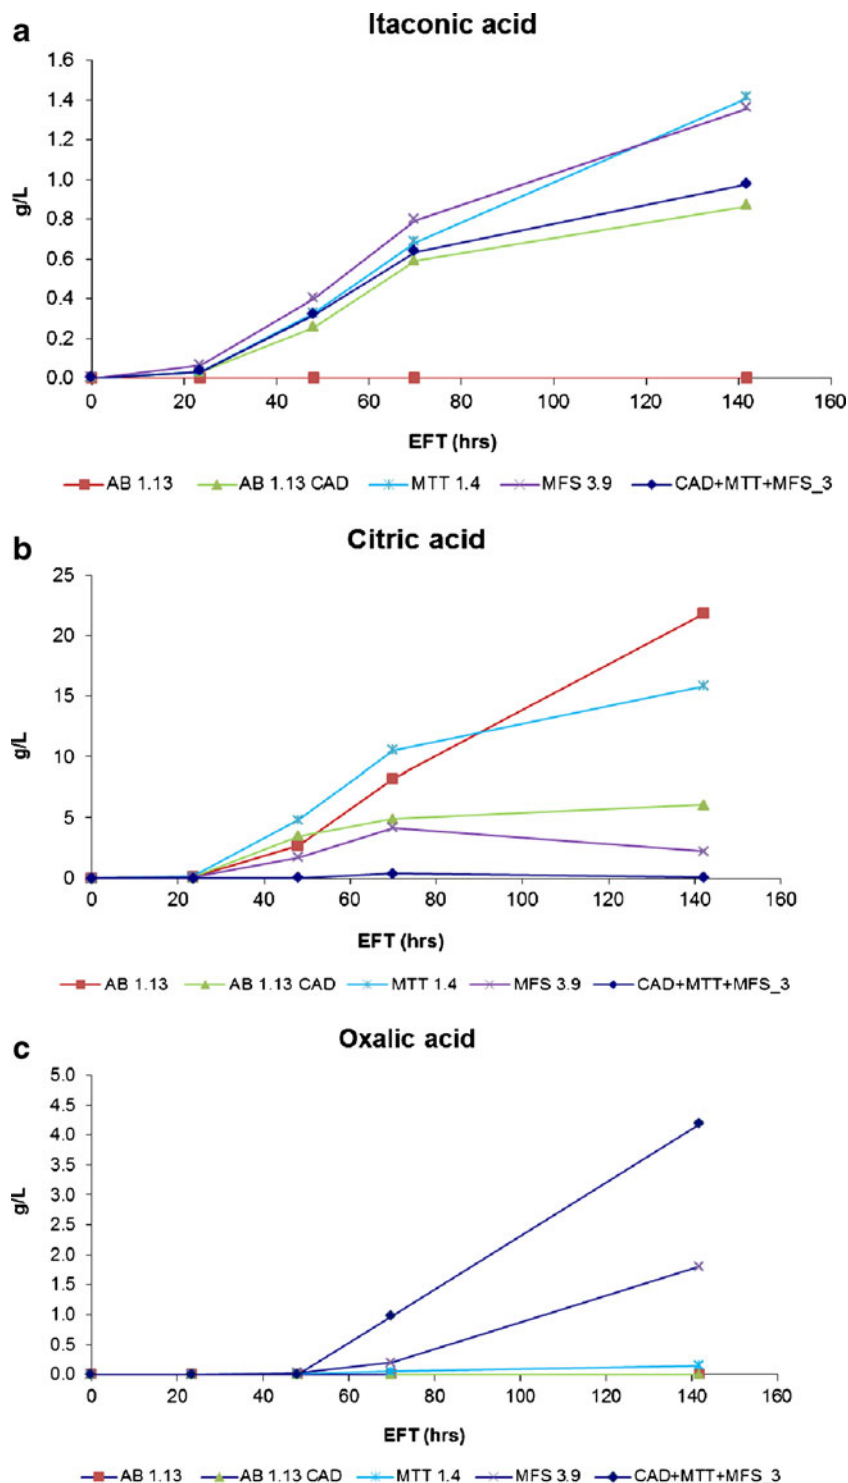 a
Itaconic acid
1.6
1.4
1.2
1.0
0.8
0.6
0.4
0.2
0.0
g/L
0 20 40 60 80 100 120 140 160
EFT (hrs)
AB 1.13 AB 1.13 CAD MTT 1.4 MFS 3.9 CAD+MTT+MFS_3
b
Citric acid
25
20
15
10
5
0
g/L
0 20 40 60 80 100 120 140 160
EFT (hrs)
AB 1.13 AB 1.13 CAD MTT 1.4 MFS 3.9 CAD+MTT+MFS_3
c
Oxalic acid
5.0
4.5
4.0
3.5
3.0
2.5
2.0
1.5
1.0
0.5
0.0
g/L
0 20 40 60 80 100 120 140 160
EFT (hrs)
AB 1.13 AB 1.13 CAD MTT 1.4 MFS 3.9 CAD+MTT+MFS_3